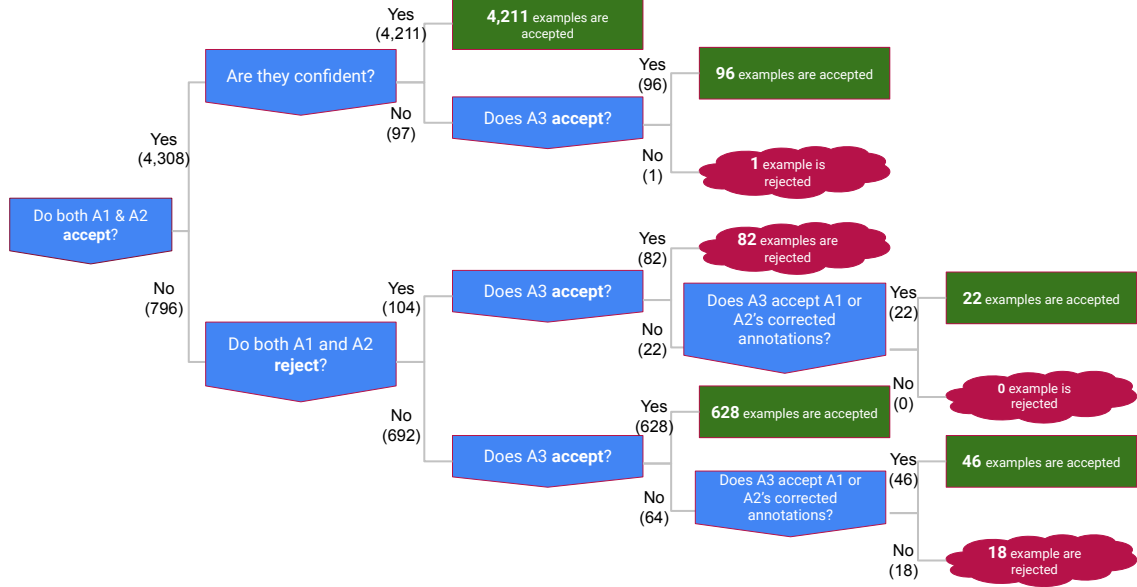 Do both A1 & A2
accept?
Yes
(4,308)
No
(796)
Are they confident?
Yes
(4,211)
4,211 examples are
accepted
No
(97)
Does A3 accept?
Yes
(96)
96 examples are accepted
No
(1)
1 example is
rejected
Do both A1 and A2
reject?
Yes
(104)
Does A3 accept?
Yes
(82)
82 examples are
rejected
No
(22)
Does A3 accept A1 or
A2's corrected
annotations?
Yes
(22)
22 examples are accepted
No
(0)
0 example is
rejected
No
(692)
Does A3 accept?
Yes
(628)
628 examples are accepted
No
(64)
Does A3 accept A1 or
A2's corrected
annotations?
Yes
(46)
46 examples are accepted
No
(18)
18 example are
rejected